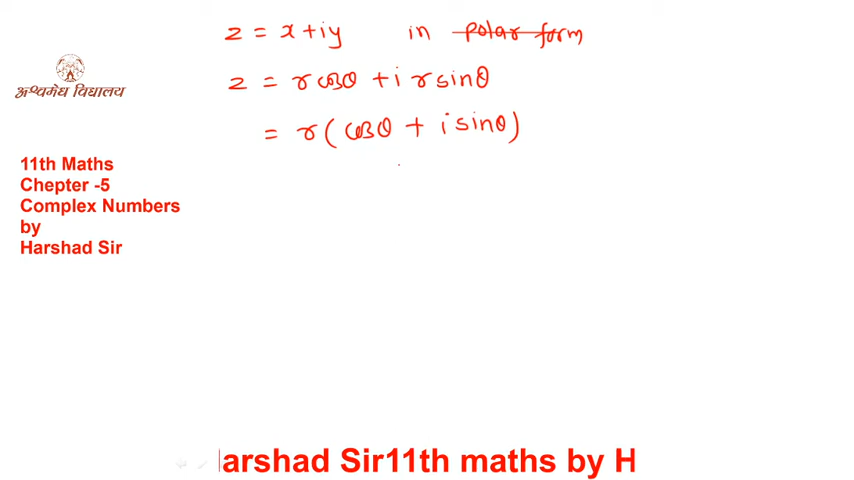 z = x + iy in polar form
z = r cosθ + i r sinθ
= r ( cosθ + i sinθ )
अश्वमेध विद्यालय
11th Maths
Chepter -5
Complex Numbers
by
Harshad Sir
arshad Sir11th maths by H